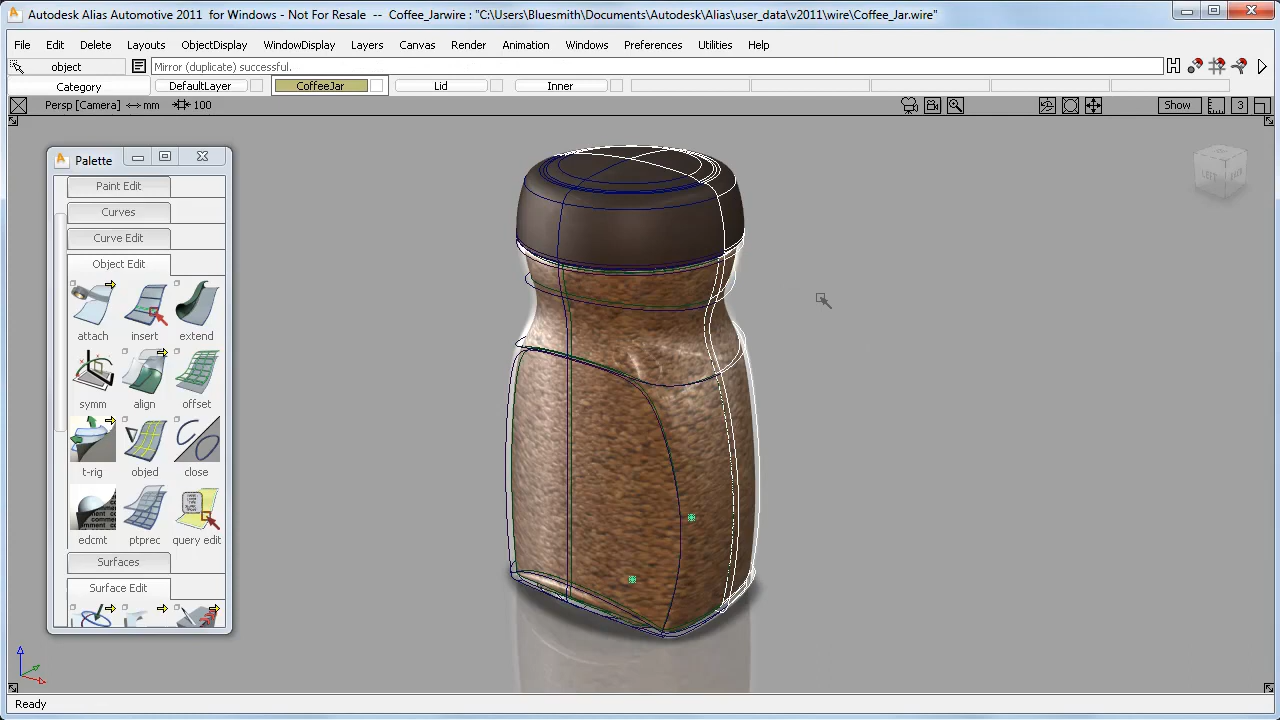 Autodesk Alias Automotive 2011 for Windows - Not For Resale -- Coffee_Jarwire : "C:\Users\Bluesmith\Documents\Autodesk\Alias\user_data\v2011\wire\Coffee_Jar.wire"
File Edit Delete Layouts ObjectDisplay WindowDisplay Layers Canvas Render Animation Windows Preferences Utilities Help
object Mirror (duplicate) successful.
Category DefaultLayer CoffeeJar Lid Inner
Persp [Camera] mm 100 Show 3
Palette
Paint Edit
Curves
Curve Edit
Object Edit
attach insert extend
symm align offset
t-rig objed close
edcmt ptprec query edit
Surfaces
Surface Edit
Ready